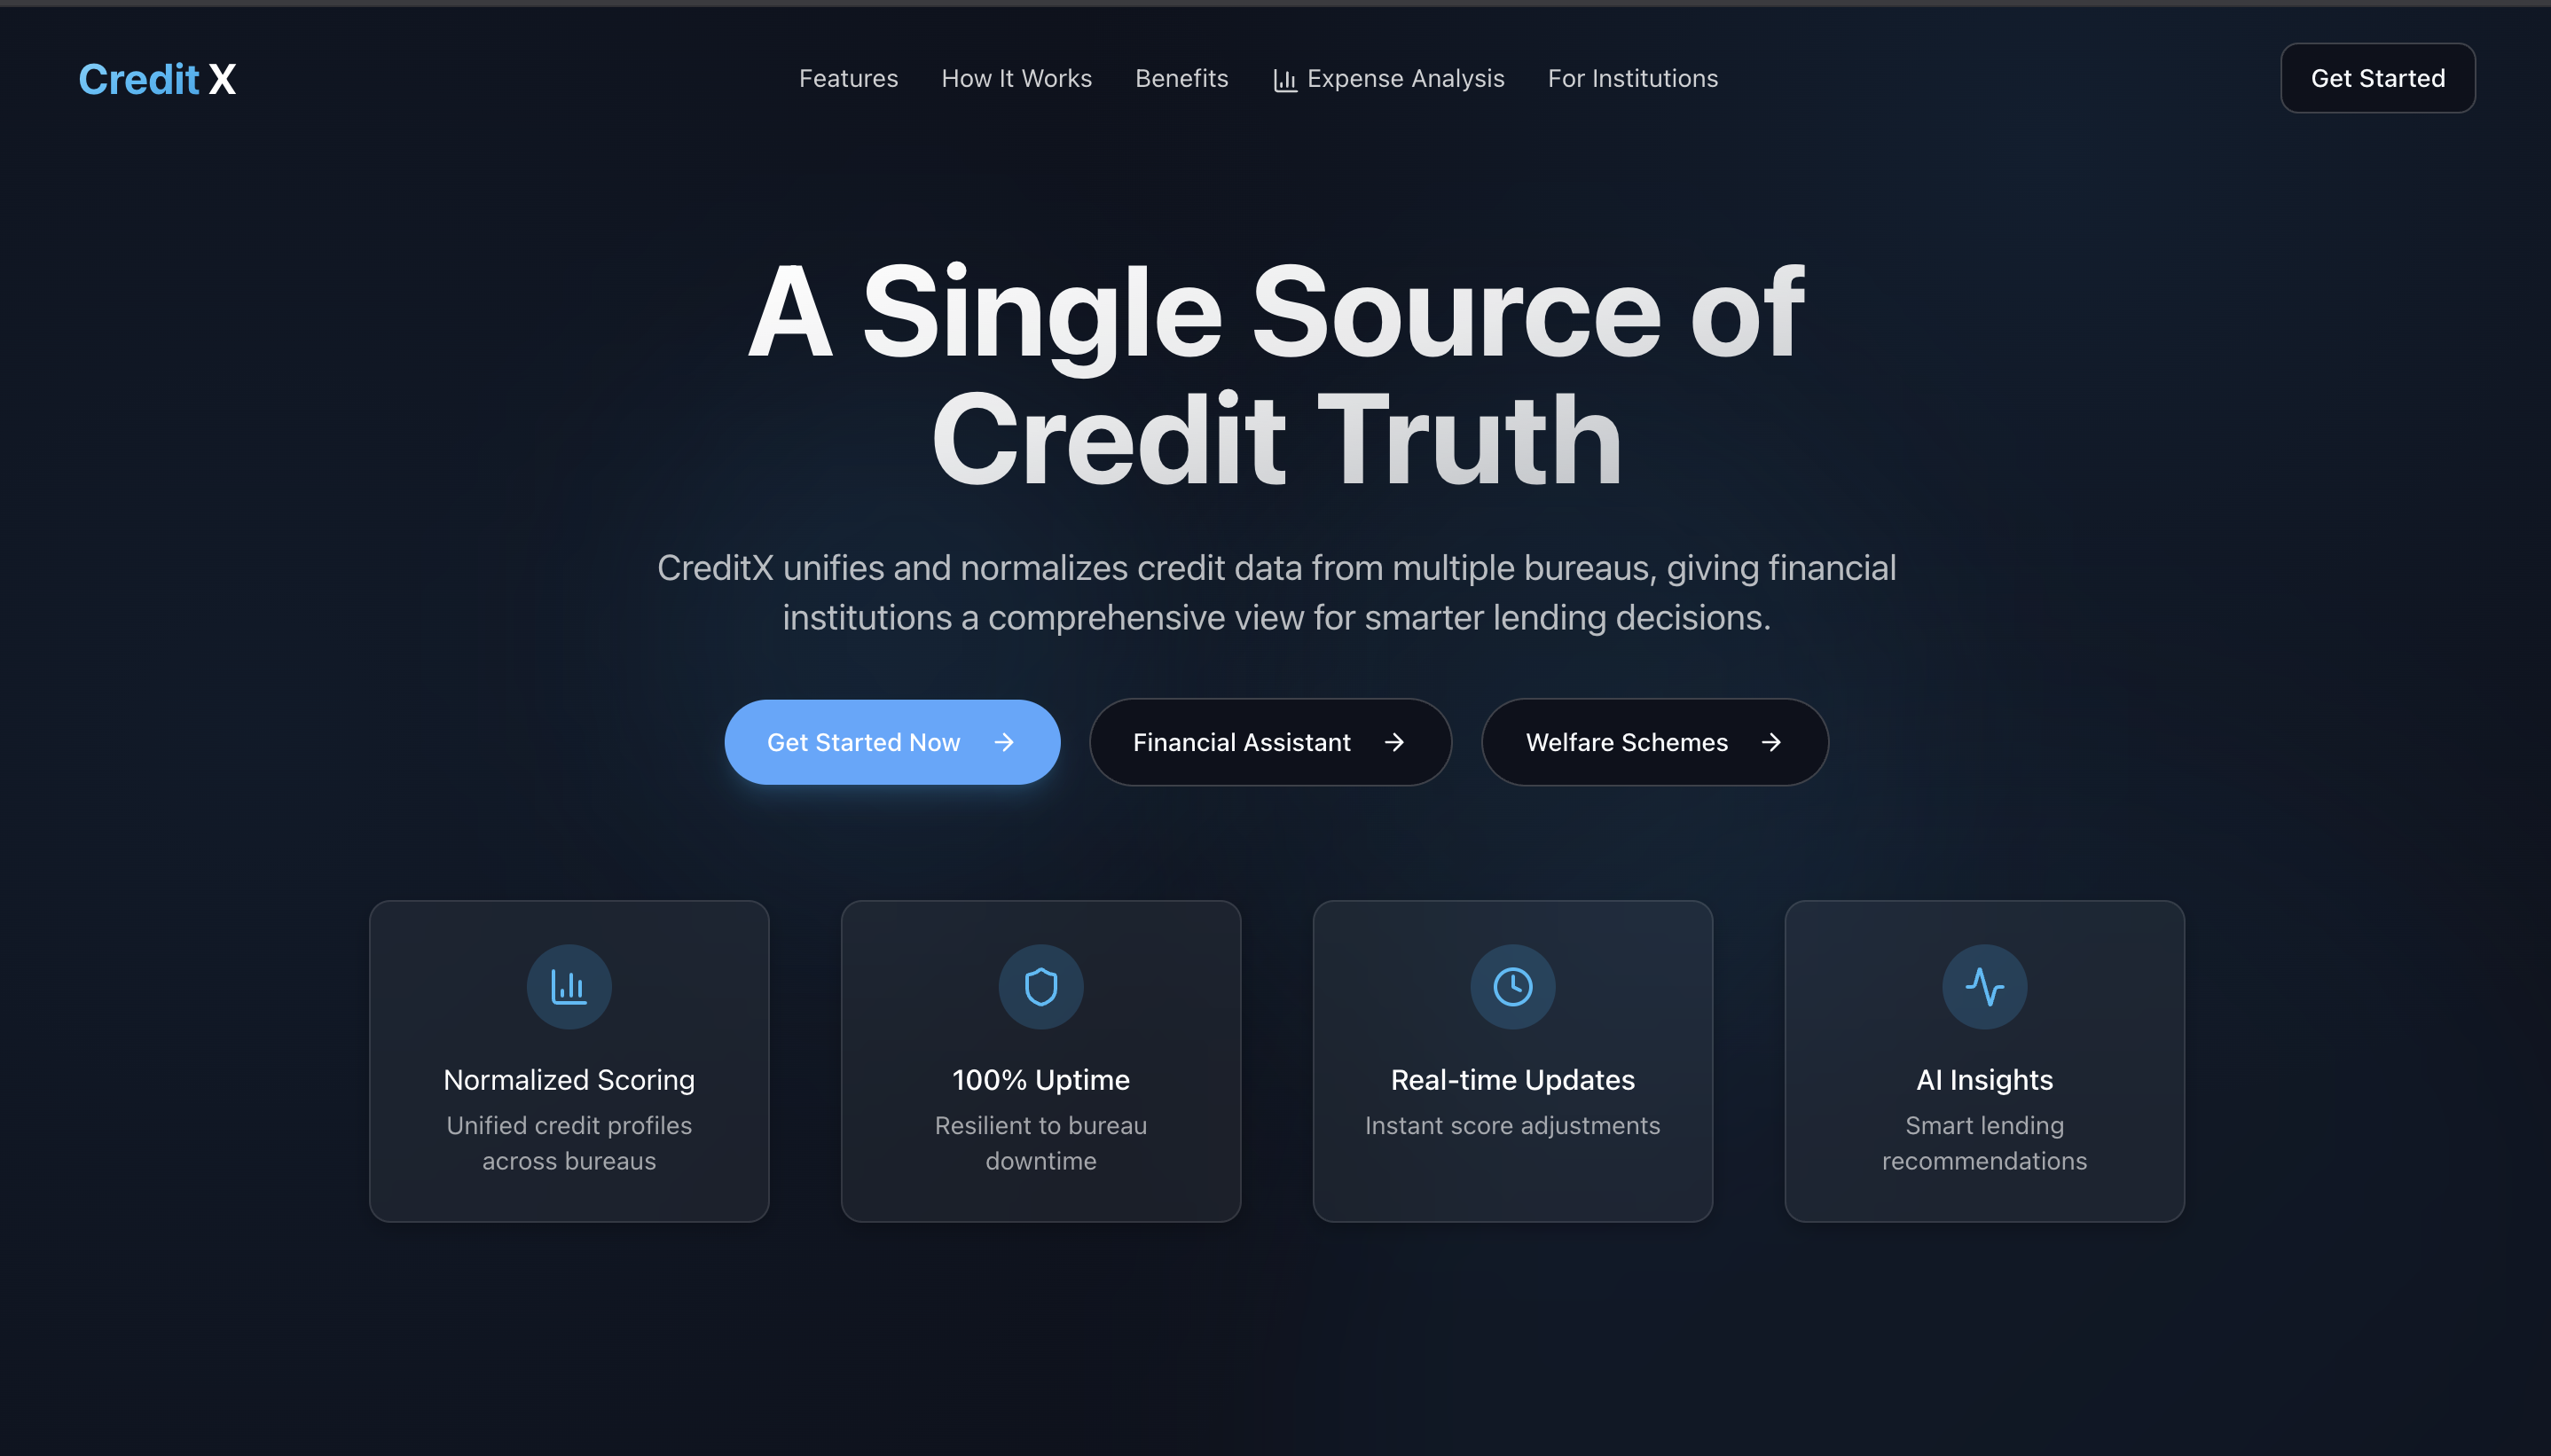 Credit X
Features
How It Works
Benefits
Expense Analysis
For Institutions
Get Started
A Single Source of
Credit Truth
CreditX unifies and normalizes credit data from multiple bureaus, giving financial
institutions a comprehensive view for smarter lending decisions.
Get Started Now
Financial Assistant
Welfare Schemes
Normalized Scoring
Unified credit profiles
across bureaus
100% Uptime
Resilient to bureau
downtime
Real-time Updates
Instant score adjustments
AI Insights
Smart lending
recommendations